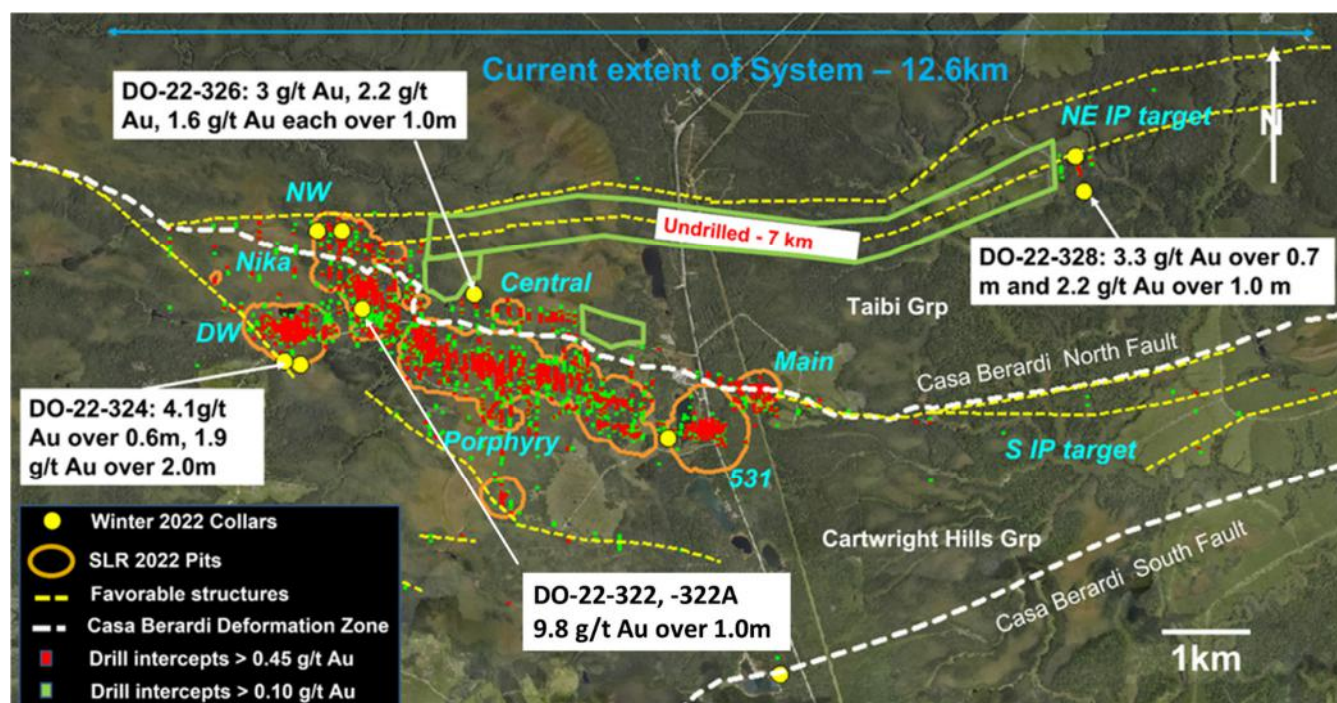 Current extent of System – 12.6km
DO-22-326: 3 g/t Au, 2.2 g/t
Au, 1.6 g/t Au each over 1.0m
NE IP target
N
NW
Undrilled - 7 km
DO-22-328: 3.3 g/t Au over 0.7
m and 2.2 g/t Au over 1.0 m
Nika
Central
Taibi Grp
DW
Main
Casa Berardi North Fault
DO-22-324: 4.1g/t
Au over 0.6m, 1.9
g/t Au over 2.0m
Porphyry
S IP target
531
Cartwright Hills Grp
Casa Berardi South Fault
DO-22-322, -322A
9.8 g/t Au over 1.0m
1km
Winter 2022 Collars
SLR 2022 Pits
Favorable structures
Casa Berardi Deformation Zone
Drill intercepts > 0.45 g/t Au
Drill intercepts > 0.10 g/t Au